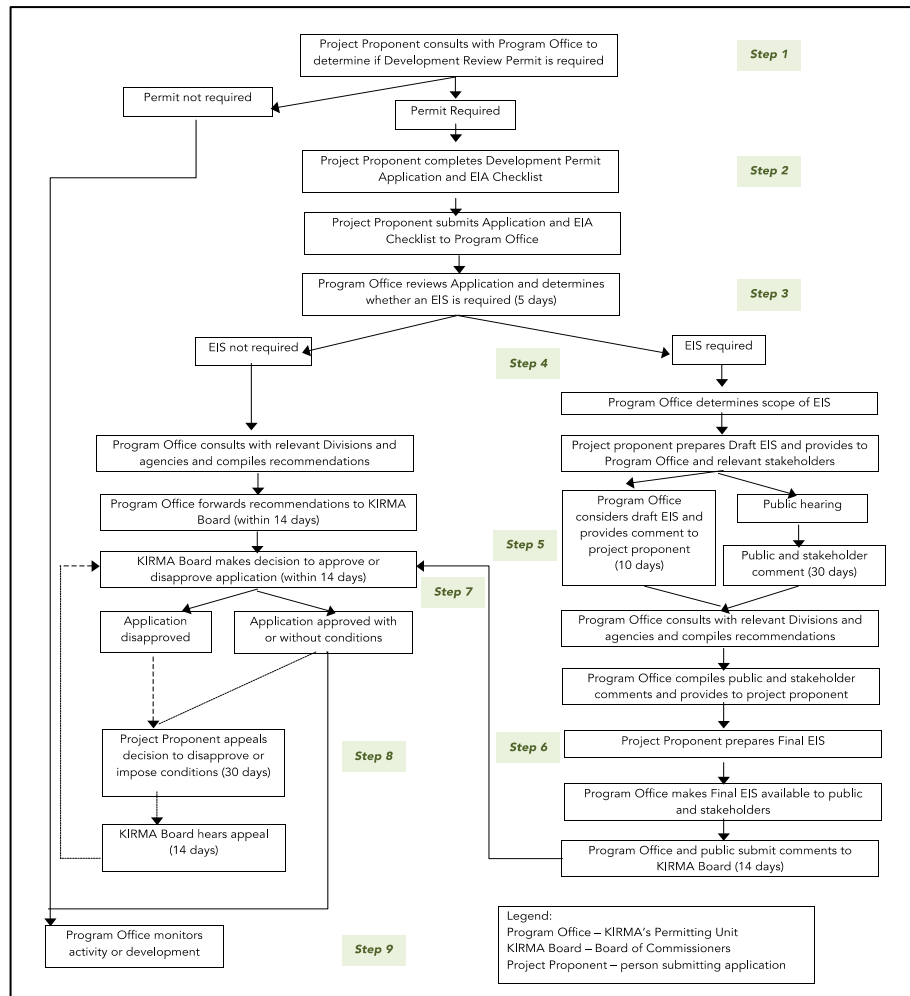 Project Proponent consults with Program Office to
determine if Development Review Permit is required
Step 1
Permit not required
Permit Required
Project Proponent completes Development Permit
Application and EIA Checklist
Step 2
Project Proponent submits Application and EIA
Checklist to Program Office
Program Office reviews Application and determines
whether an EIS is required (5 days)
Step 3
EIS not required
EIS required
Step 4
Program Office determines scope of EIS
Program Office consults with relevant Divisions and
agencies and compiles recommendations
Project proponent prepares Draft EIS and provides to
Program Office and relevant stakeholders
Program Office forwards recommendations to KIRMA
Board (within 14 days)
Program Office
considers draft EIS and
provides comment to
project proponent
(10 days)
Public hearing
Step 5
Public and stakeholder
comment (30 days)
KIRMA Board makes decision to approve or
disapprove application (within 14 days)
Step 7
Application
disapproved
Application approved with
or without conditions
Program Office consults with relevant Divisions and
agencies and compiles recommendations
Program Office compiles public and stakeholder
comments and provides to project proponent
Project Proponent appeals
decision to disapprove or
impose conditions (30 days)
Step 8
Step 6
Project Proponent prepares Final EIS
Program Office makes Final EIS available to public
and stakeholders
KIRMA Board hears appeal
(14 days)
Program Office and public submit comments to
KIRMA Board (14 days)
Program Office monitors
activity or development
Step 9
Legend:
Program Office – KIRMA's Permitting Unit
KIRMA Board – Board of Commissioners
Project Proponent – person submitting application